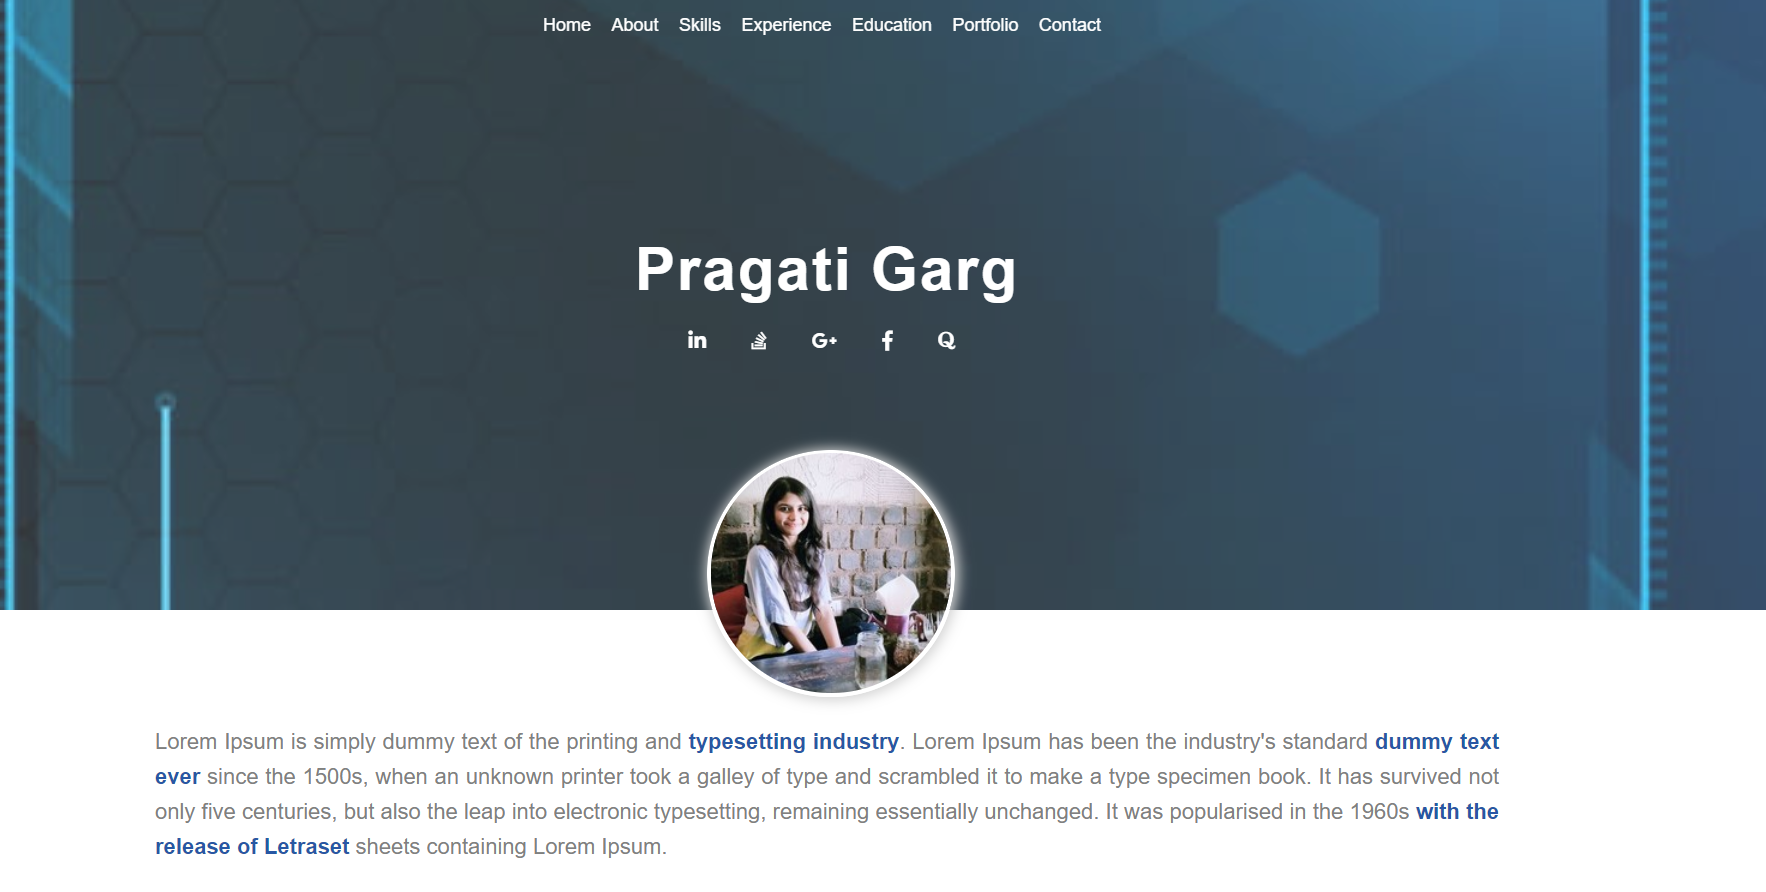 Home About Skills Experience Education Portfolio Contact
Pragati Garg
in G+ f Q
Lorem Ipsum is simply dummy text of the printing and typesetting industry. Lorem Ipsum has been the industry's standard dummy text
ever since the 1500s, when an unknown printer took a galley of type and scrambled it to make a type specimen book. It has survived not
only five centuries, but also the leap into electronic typesetting, remaining essentially unchanged. It was popularised in the 1960s with the
release of Letraset sheets containing Lorem Ipsum.